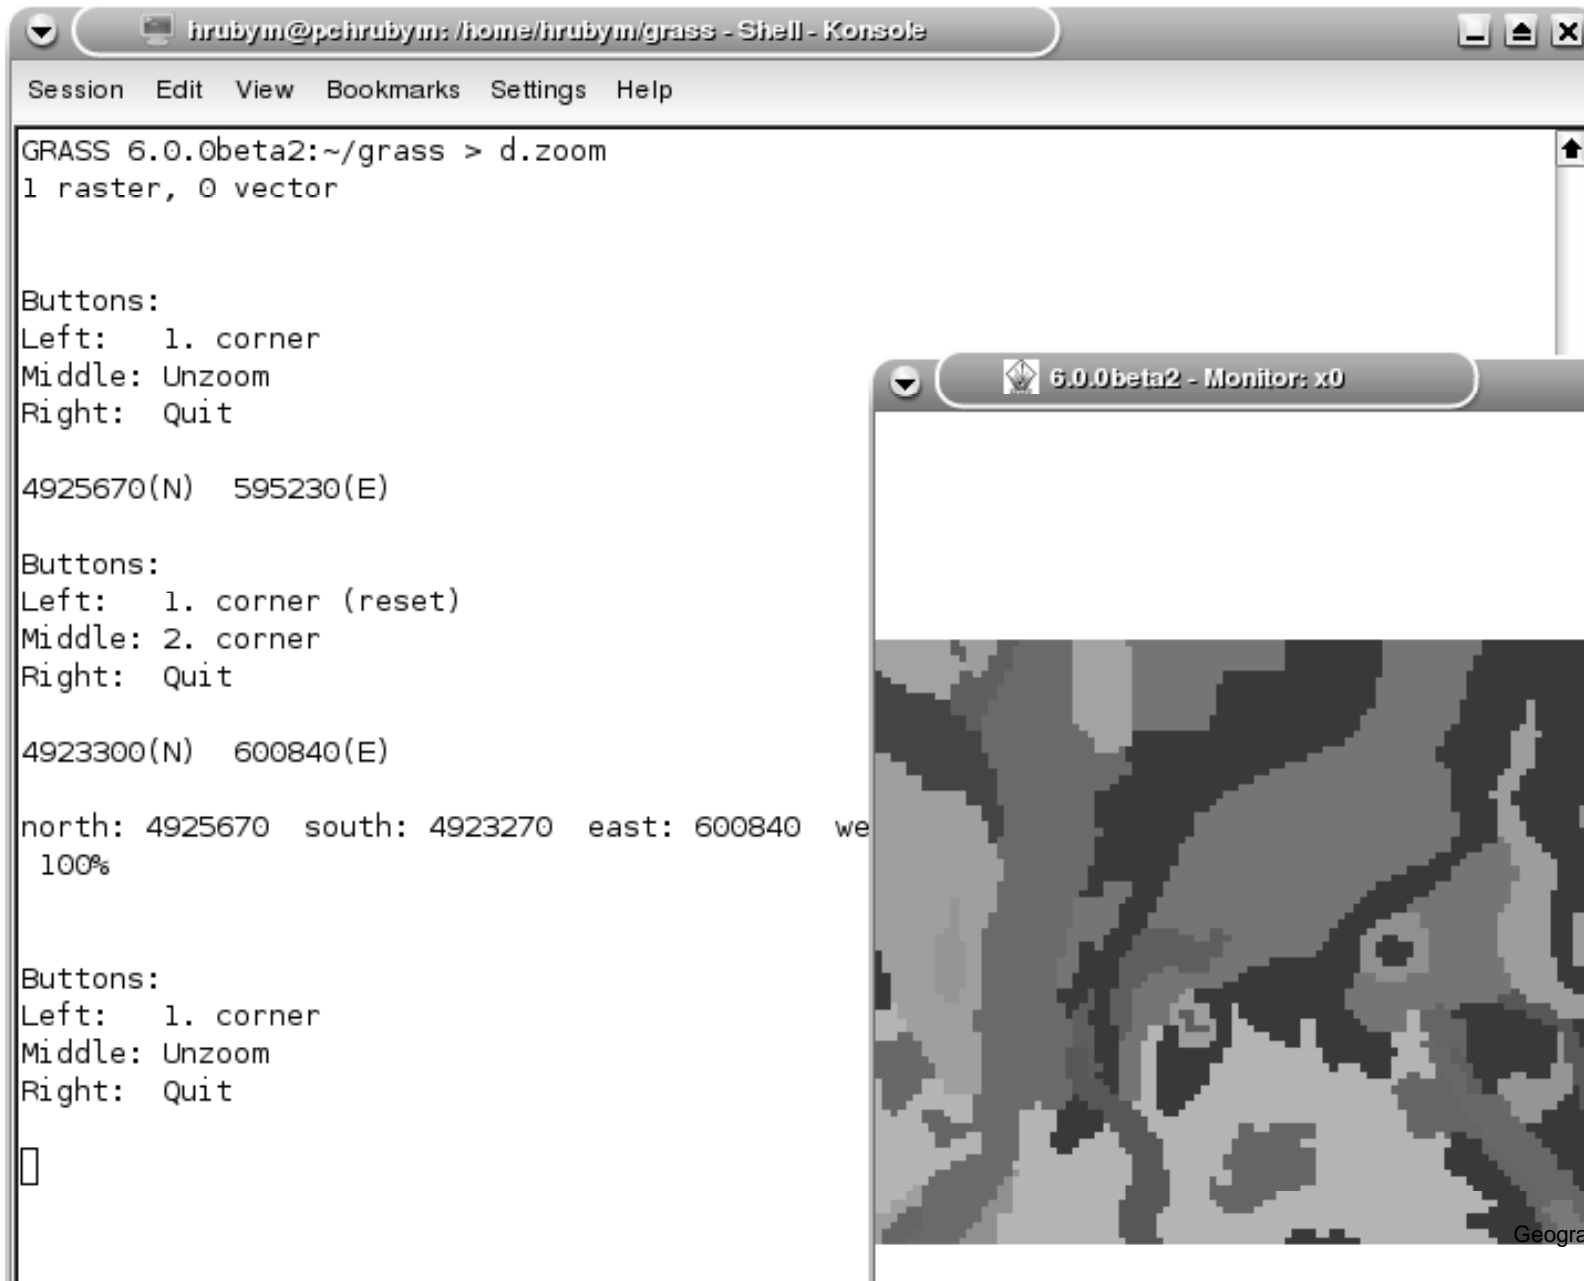 hrubym@pchrubym: /home/hrubym/grass - Shell - Konsole
Session Edit View Bookmarks Settings Help
GRASS 6.0.0beta2:~/grass > d.zoom
1 raster, 0 vector
Buttons:
Left:   1. corner
Middle: Unzoom
Right:  Quit
4925670(N)  595230(E)
Buttons:
Left:   1. corner (reset)
Middle: 2. corner
Right:  Quit
4923300(N)  600840(E)
north: 4925670  south: 4923270  east: 600840  we
100%
Buttons:
Left:   1. corner
Middle: Unzoom
Right:  Quit
6.0.0beta2 - Monitor: x0
Geogra